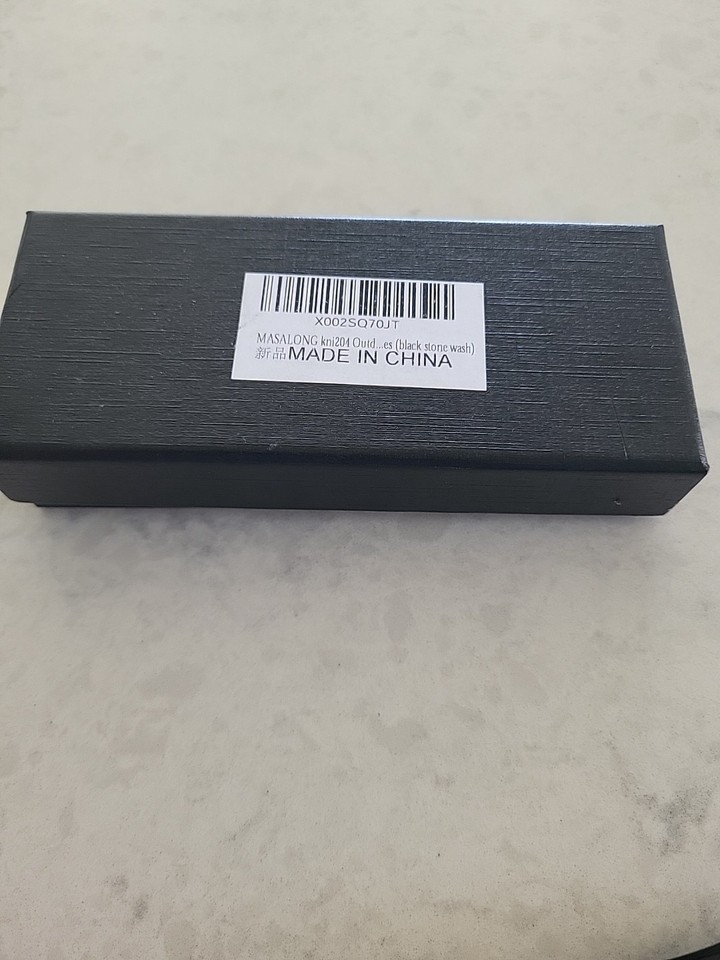 X002SQ70JT
MASALONG kni204 Outd...es (black stone wash)
新品MADE IN CHINA